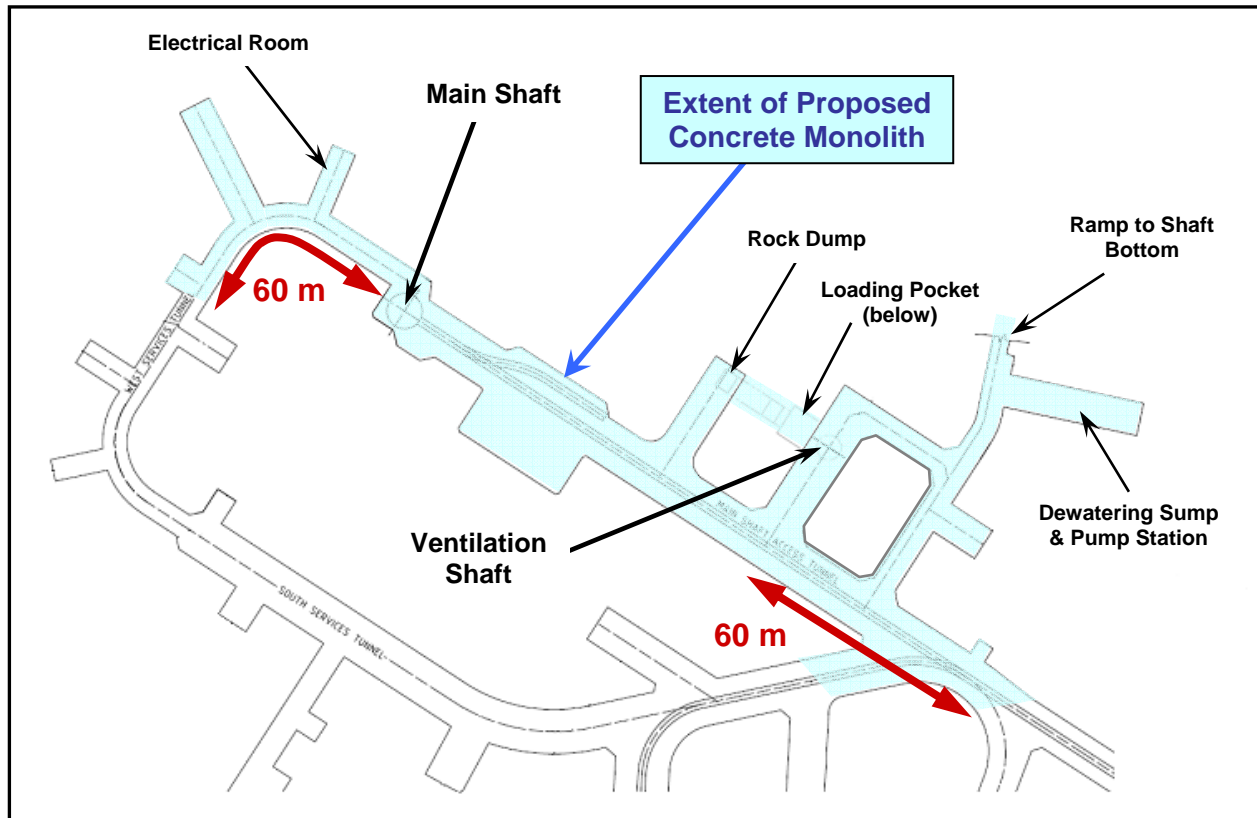 Electrical Room
Main Shaft
Extent of Proposed
Concrete Monolith
Rock Dump
Ramp to Shaft
Bottom
Loading Pocket
(below)
60 m
WEST SERVICES TUNNEL
Dewatering Sump
& Pump Station
MAIN SHAFT ACCESS TUNNEL
Ventilation
Shaft
SOUTH SERVICES TUNNEL
60 m